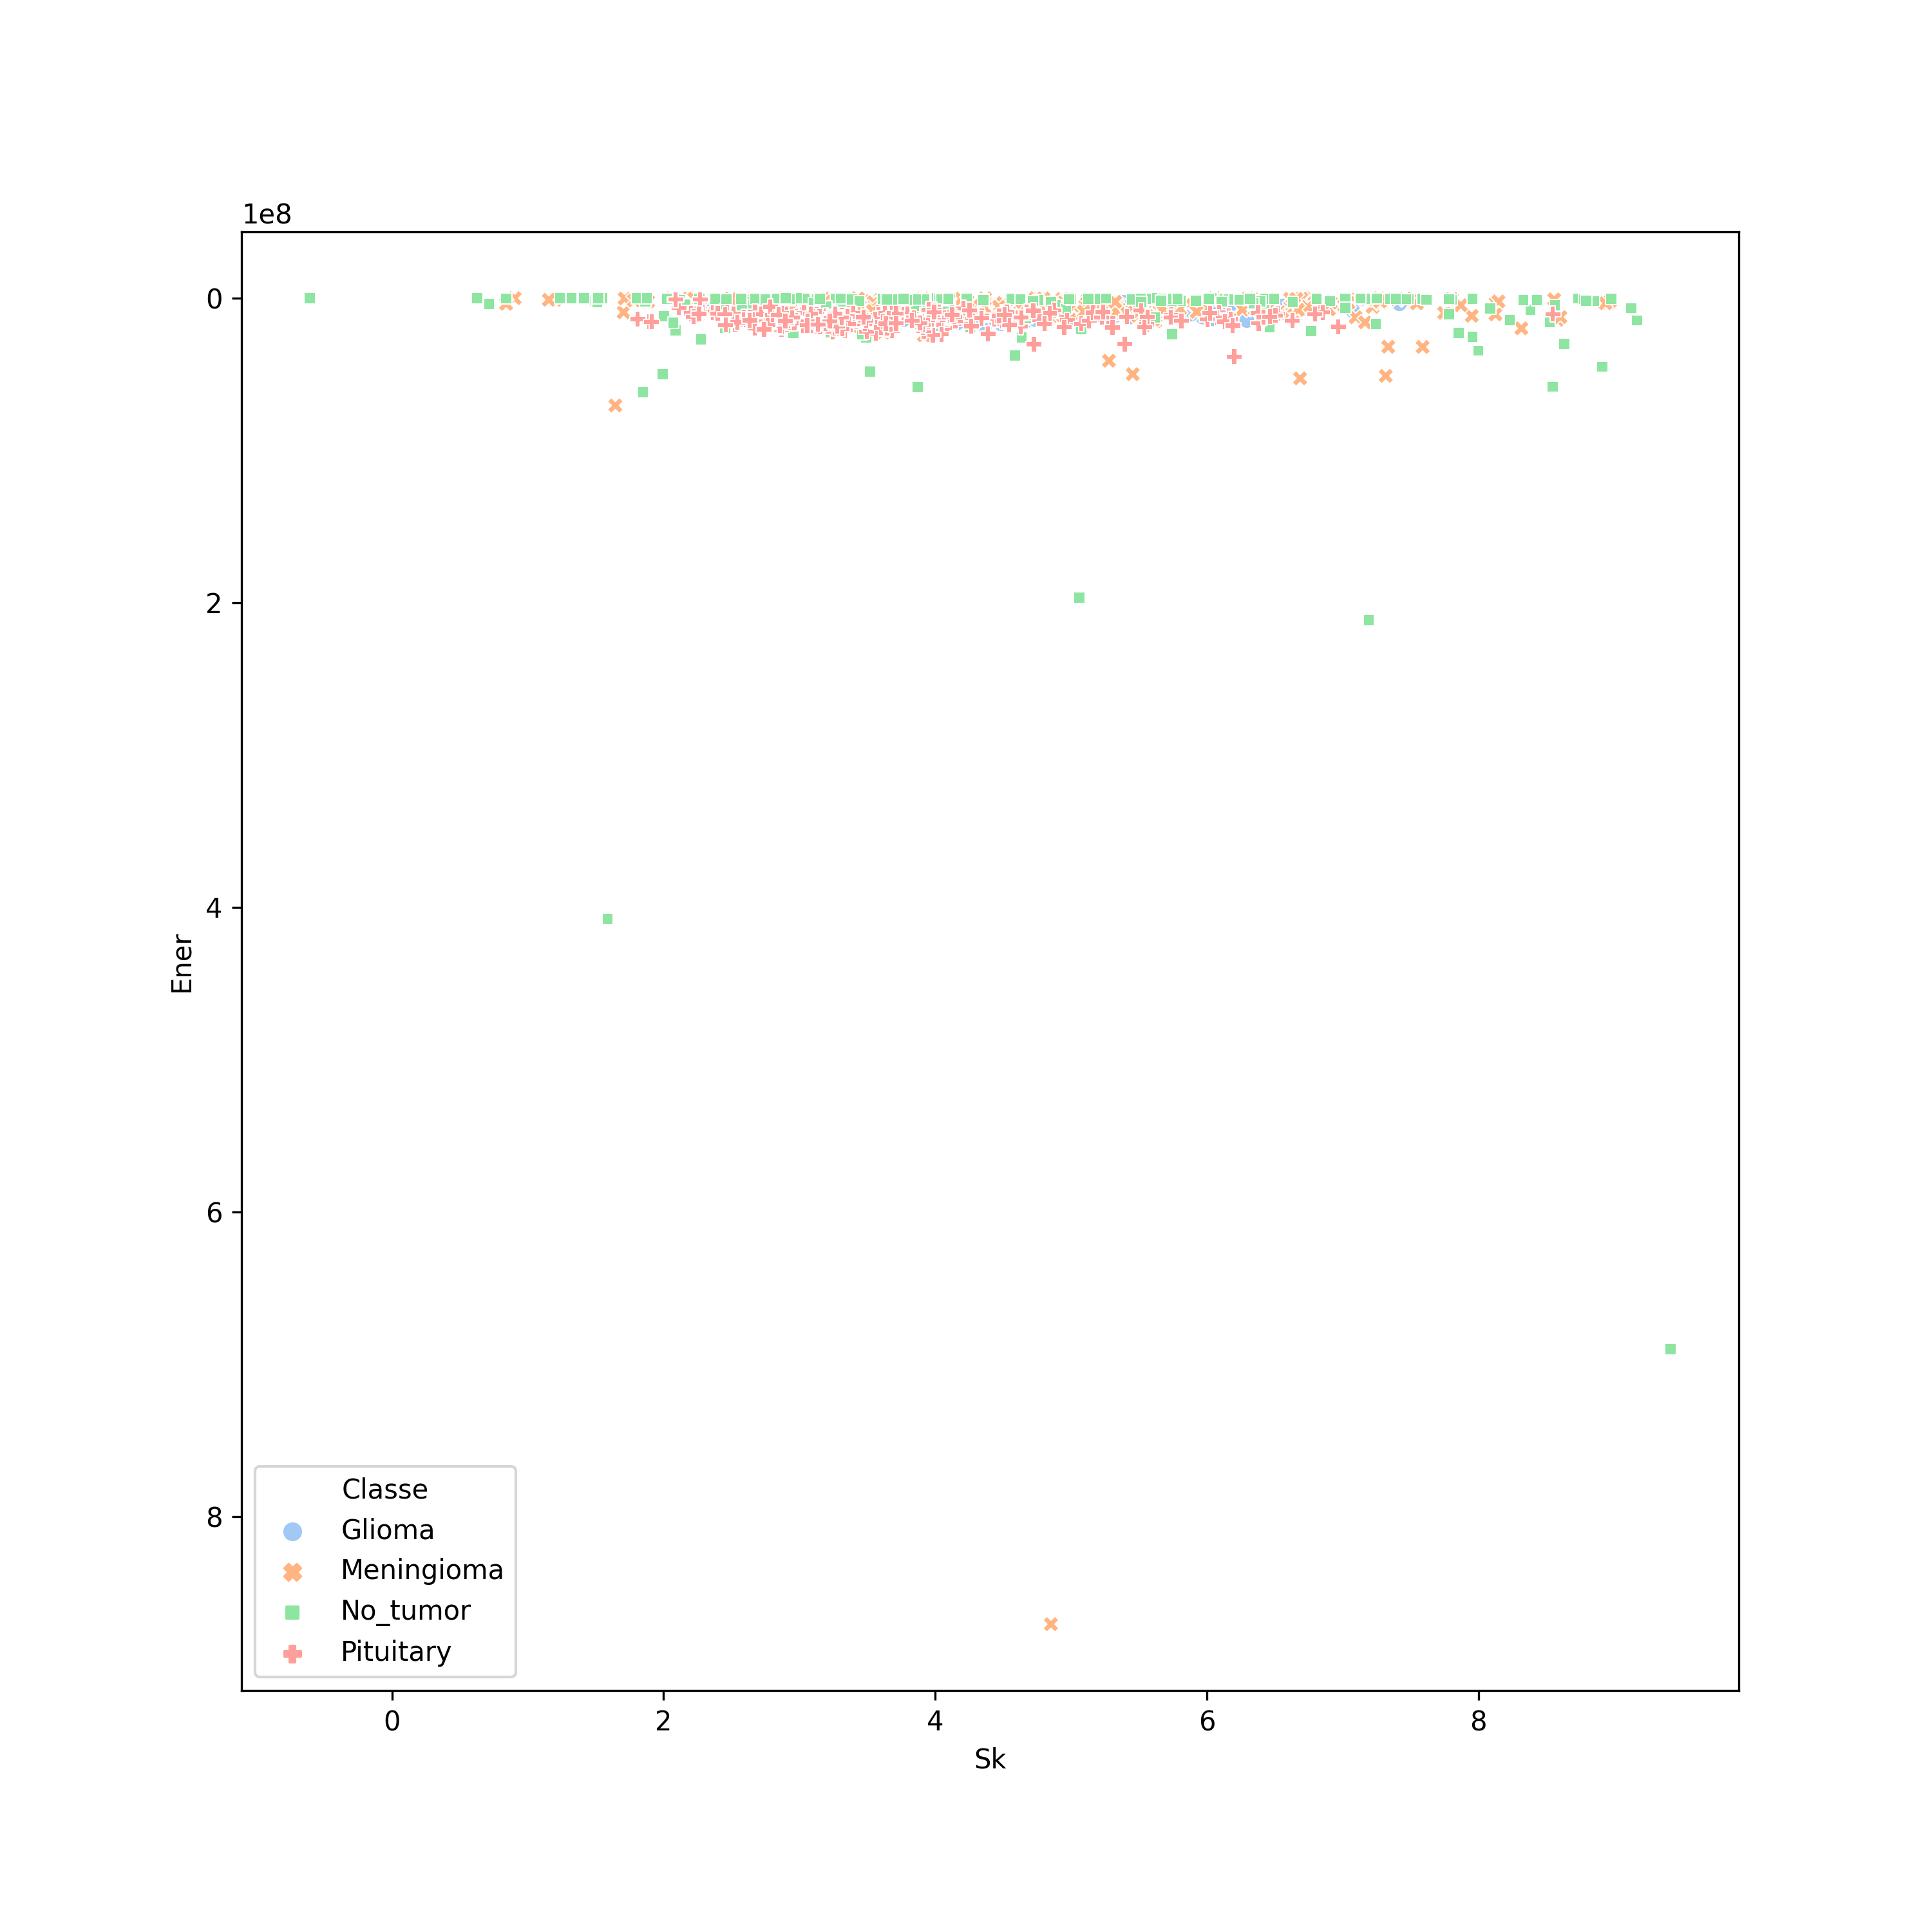 1e8
0
2
4
6
8
Ener
Classe
Glioma
Meningioma
No_tumor
Pituitary
0 2 4 6 8
Sk